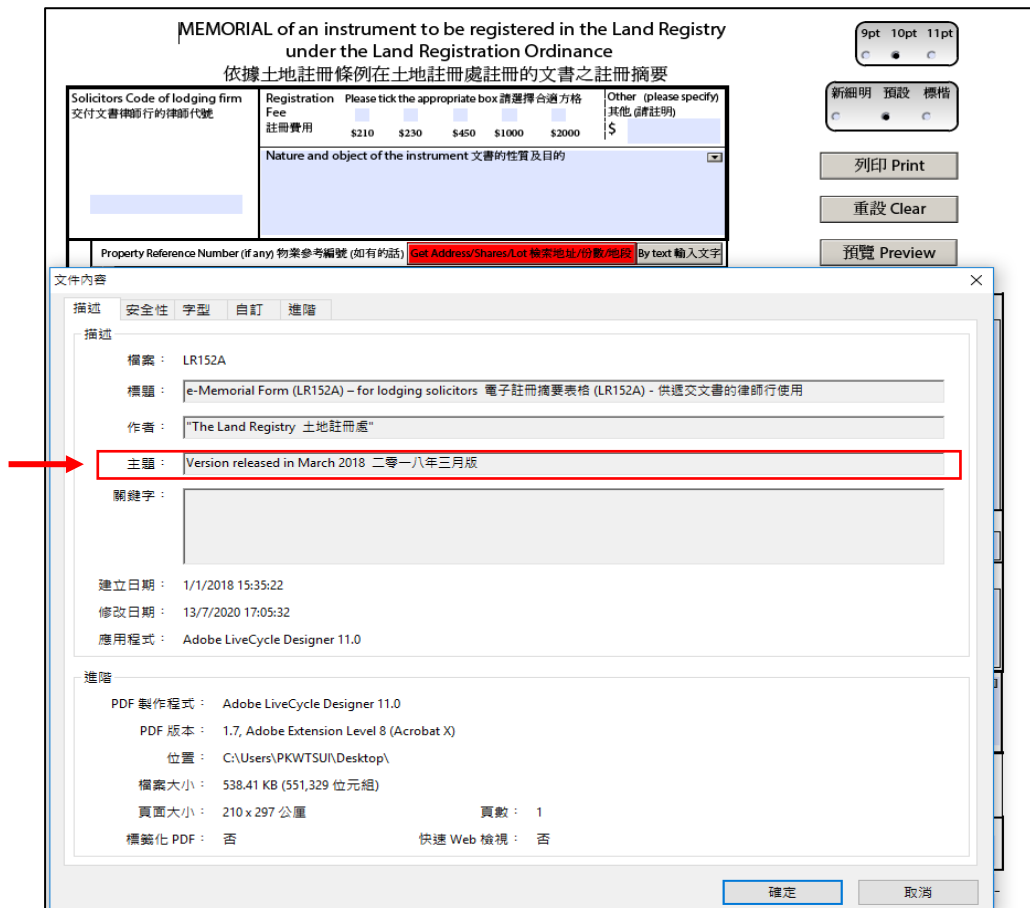 MEMORIAL of an instrument to be registered in the Land Registry
under the Land Registration Ordinance
依據土地註冊條例在土地註冊處註冊的文書之註冊摘要
9pt 10pt 11pt
新細明 預設 標楷
列印 Print
重設 Clear
預覽 Preview
Solicitors Code of lodging firm
交付文書律師行的律師代號
Registration Please tick the appropriate box 請選擇合適方格
Fee
註冊費用
$210 $230 $450 $1000 $2000
Other (please specify)
其他 (請註明)
$
Nature and object of the instrument 文書的性質及目的
Property Reference Number (if any) 物業參考編號 (如有的話) Get Address/Shares/Lot 檢索地址/份數/地段 By text 輸入文字
文件內容
描述 安全性 字型 自訂 進階
描述
檔案： LR152A
標題： e-Memorial Form (LR152A) – for lodging solicitors 電子註冊摘要表格 (LR152A) - 供遞交文書的律師行使用
作者： "The Land Registry 土地註冊處"
主題： Version released in March 2018 二零一八年三月版
關鍵字：
建立日期： 1/1/2018 15:35:22
修改日期： 13/7/2020 17:05:32
應用程式： Adobe LiveCycle Designer 11.0
進階
PDF 製作程式： Adobe LiveCycle Designer 11.0
PDF 版本： 1.7, Adobe Extension Level 8 (Acrobat X)
位置： C:\Users\PKWTSUI\Desktop\
檔案大小： 538.41 KB (551,329 位元組)
頁面大小： 210 x 297 公厘 頁數： 1
標籤化 PDF： 否 快速 Web 檢視： 否
確定 取消